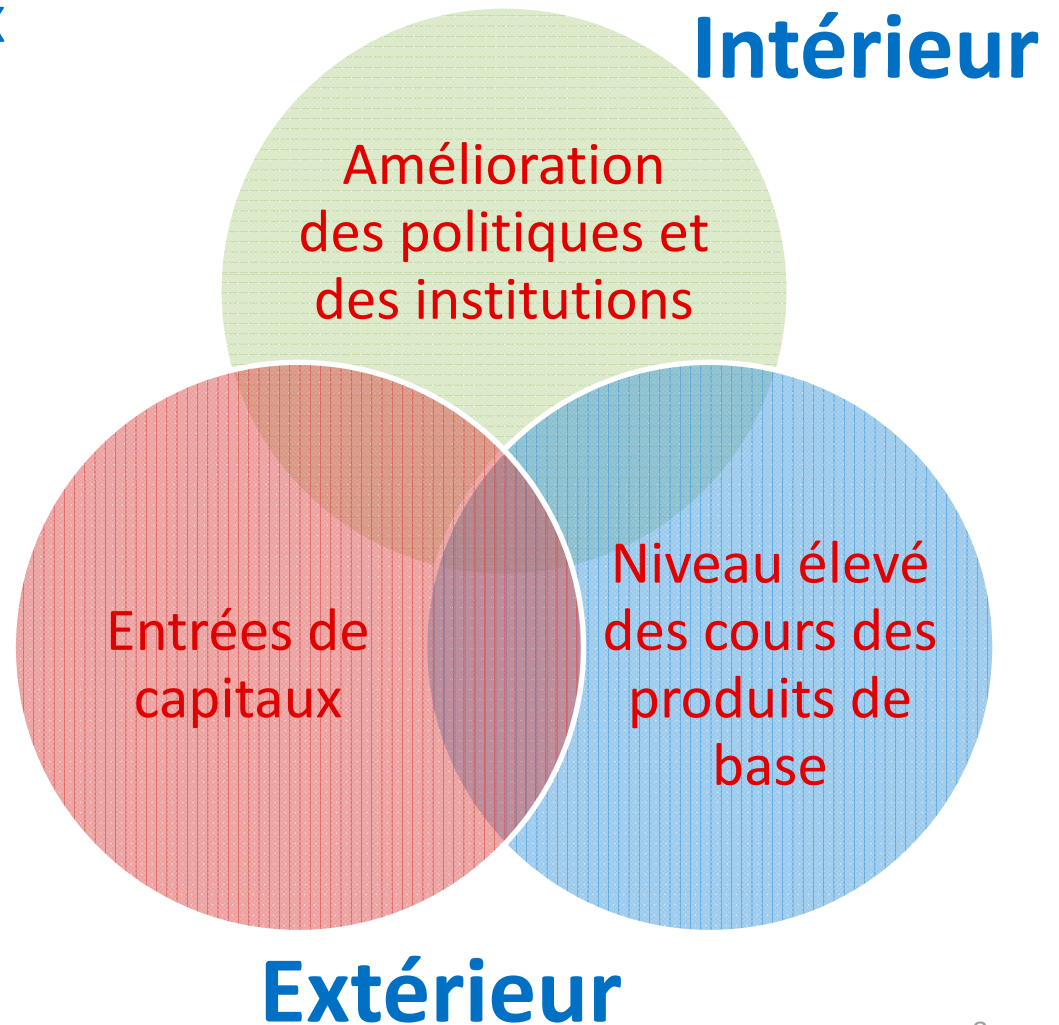 x
Intérieur
Amélioration
des politiques et
des institutions
Entrées de
capitaux
Niveau élevé
des cours des
produits de
base
Extérieur